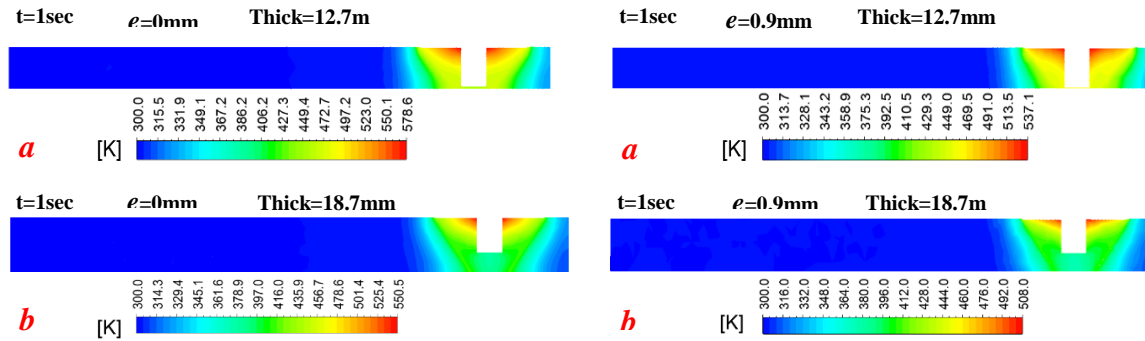 t=1sec e=0mm Thick=12.7m
a [K] 300.0 315.5 331.9 349.1 367.2 386.2 406.2 427.3 449.4 472.7 497.2 523.0 550.1 578.6
t=1sec e=0.9mm Thick=12.7mm
a [K] 300.0 313.7 328.1 343.2 358.9 375.3 392.5 410.5 429.3 449.0 469.5 491.0 513.5 537.1
t=1sec e=0mm Thick=18.7mm
b [K] 300.0 314.3 329.4 345.1 361.6 378.9 397.0 416.0 435.9 456.7 478.6 501.4 525.4 550.5
t=1sec e=0.9mm Thick=18.7m
b [K] 300.0 316.0 332.0 348.0 364.0 380.0 396.0 412.0 428.0 444.0 460.0 476.0 492.0 508.0